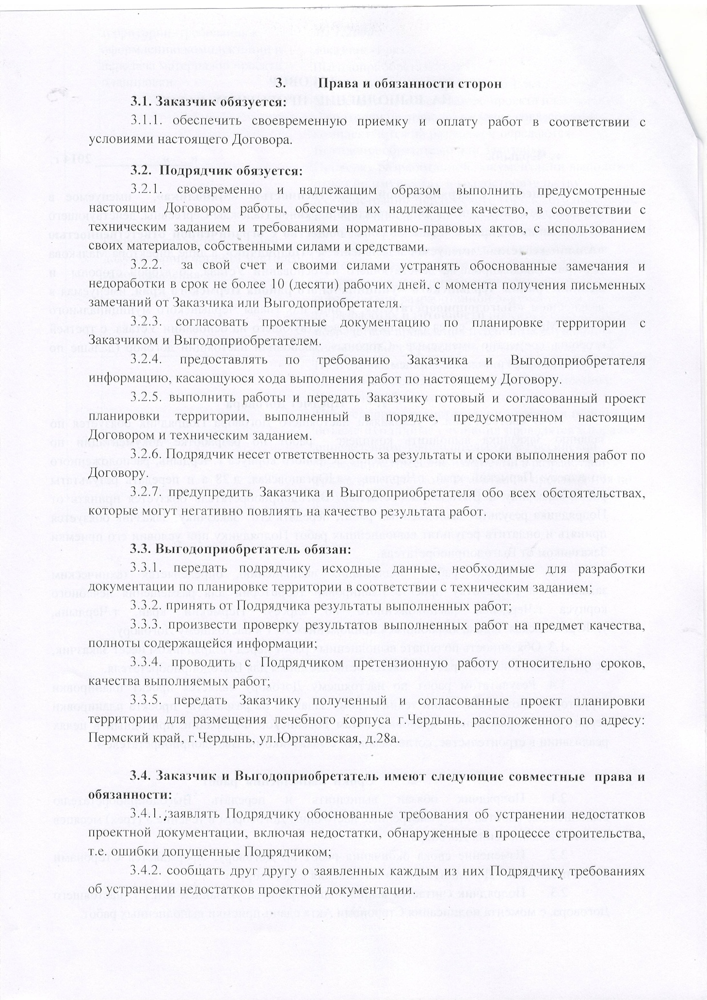 3. Права и обязанности сторон
3.1. Заказчик обязуется:
3.1.1. обеспечить своевременную приемку и оплату работ в соответствии с
условиями настоящего Договора.
3.2. Подрядчик обязуется:
3.2.1. своевременно и надлежащим образом выполнить предусмотренные
настоящим Договором работы, обеспечив их надлежащее качество, в соответствии с
техническим заданием и требованиями нормативно-правовых актов, с использованием
своих материалов, собственными силами и средствами.
3.2.2. за свой счет и своими силами устранять обоснованные замечания и
недоработки в срок не более 10 (десяти) рабочих дней, с момента получения письменных
замечаний от Заказчика или Выгодоприобретателя.
3.2.3. согласовать проектные документацию по планировке территории с
Заказчиком и Выгодоприобретателем.
3.2.4. предоставлять по требованию Заказчика и Выгодоприобретателя
информацию, касающуюся хода выполнения работ по настоящему Договору.
3.2.5. выполнить работы и передать Заказчику готовый и согласованный проект
планировки территории, выполненный в порядке, предусмотренном настоящим
Договором и техническим заданием.
3.2.6. Подрядчик несет ответственность за результаты и сроки выполнения работ по
Договору.
3.2.7. предупредить Заказчика и Выгодоприобретателя обо всех обстоятельствах,
которые могут негативно повлиять на качество результата работ.
3.3. Выгодоприобретатель обязан:
3.3.1. передать подрядчику исходные данные, необходимые для разработки
документации по планировке территории в соответствии с техническим заданием;
3.3.2. принять от Подрядчика результаты выполненных работ;
3.3.3. произвести проверку результатов выполненных работ на предмет качества,
полноты содержащейся информации;
3.3.4. проводить с Подрядчиком претензионную работу относительно сроков,
качества выполняемых работ;
3.3.5. передать Заказчику полученный и согласованные проект планировки
территории для размещения лечебного корпуса г.Чердынь, расположенного по адресу:
Пермский край, г.Чердынь, ул.Юргановская, д.28а.
3.4. Заказчик и Выгодоприобретатель имеют следующие совместные права и
обязанности:
3.4.1. заявлять Подрядчику обоснованные требования об устранении недостатков
проектной документации, включая недостатки, обнаруженные в процессе строительства,
т.е. ошибки допущенные Подрядчиком;
3.4.2. сообщать друг другу о заявленных каждым из них Подрядчику требованиях
об устранении недостатков проектной документации.